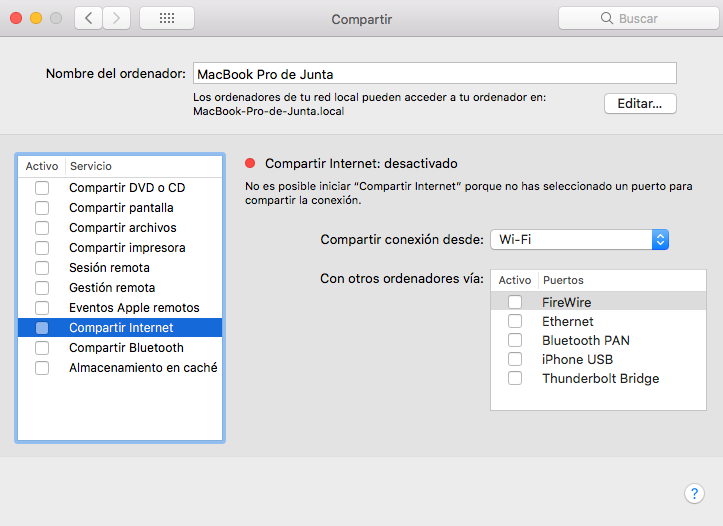 Compartir
Buscar
Nombre del ordenador:
MacBook Pro de Junta
Los ordenadores de tu red local pueden acceder a tu ordenador en:
MacBook-Pro-de-Junta.local
Editar...
Activo
Servicio
Compartir DVD o CD
Compartir pantalla
Compartir archivos
Compartir impresora
Sesión remota
Gestión remota
Eventos Apple remotos
Compartir Internet
Compartir Bluetooth
Almacenamiento en caché
Compartir Internet: desactivado
No es posible iniciar “Compartir Internet” porque no has seleccionado un puerto para
compartir la conexión.
Compartir conexión desde:
Wi-Fi
Con otros ordenadores vía:
Activo
Puertos
FireWire
Ethernet
Bluetooth PAN
iPhone USB
Thunderbolt Bridge
?